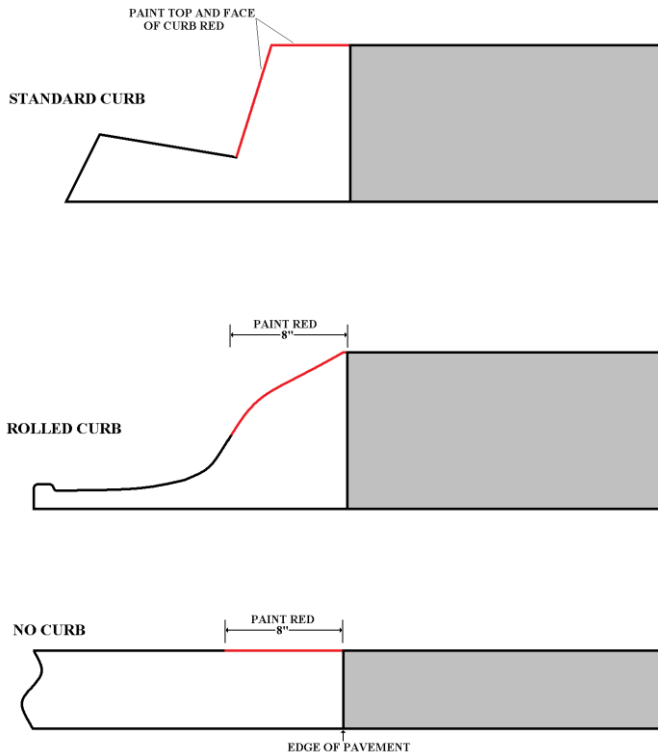 PAINT TOP AND FACE
OF CURB RED
STANDARD CURB
PAINT RED
8"
ROLLED CURB
PAINT RED
8"
NO CURB
EDGE OF PAVEMENT